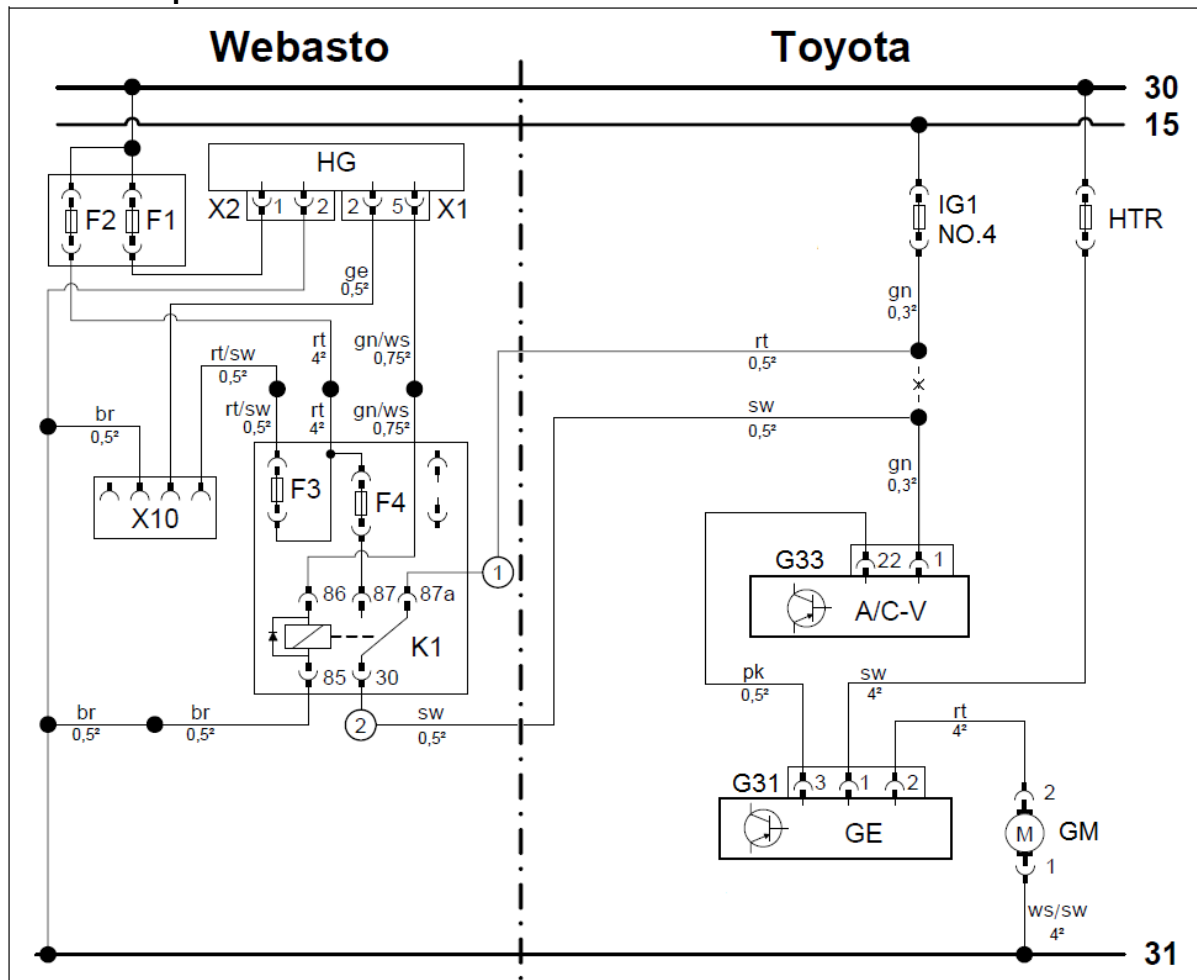 Webasto
Toyota
30
15
HG
X2 1 2 2 5 X1
F2 F1
IG1
NO.4
HTR
ge
0,5²
gn
0,3²
rt/sw
0,5²
rt
4²
gn/ws
0,75²
rt
0,5²
rt/sw
0,5²
rt
4²
gn/ws
0,75²
sw
0,5²
br
0,5²
gn
0,3²
F3
F4
X10
1
G33 22 1
86 87 87a
A/C-V
K1
85 30
pk
0,5²
sw
4²
br
0,5²
br
0,5²
2
sw
0,5²
rt
4²
G31 3 1 2
2
GE
M GM
1
ws/sw
4²
31